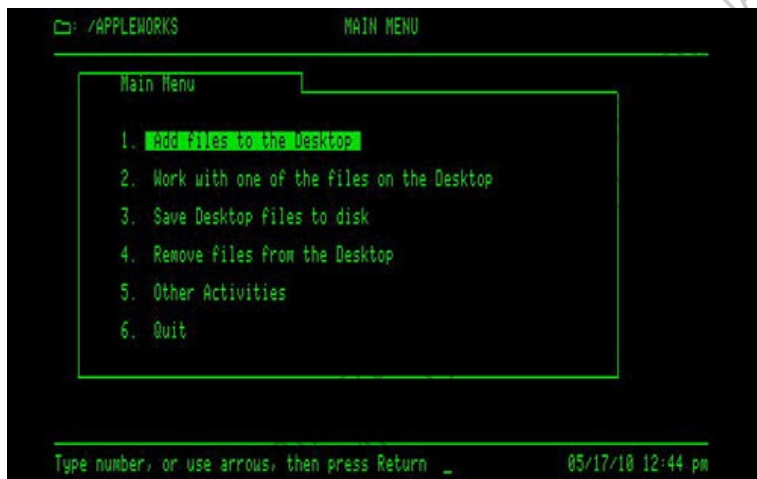 : /APPLEWORKS MAIN MENU
Main Menu
1. Add files to the Desktop
2. Work with one of the files on the Desktop
3. Save Desktop files to disk
4. Remove files from the Desktop
5. Other Activities
6. Quit
Type number, or use arrows, then press Return _ 05/17/10 12:44 pm